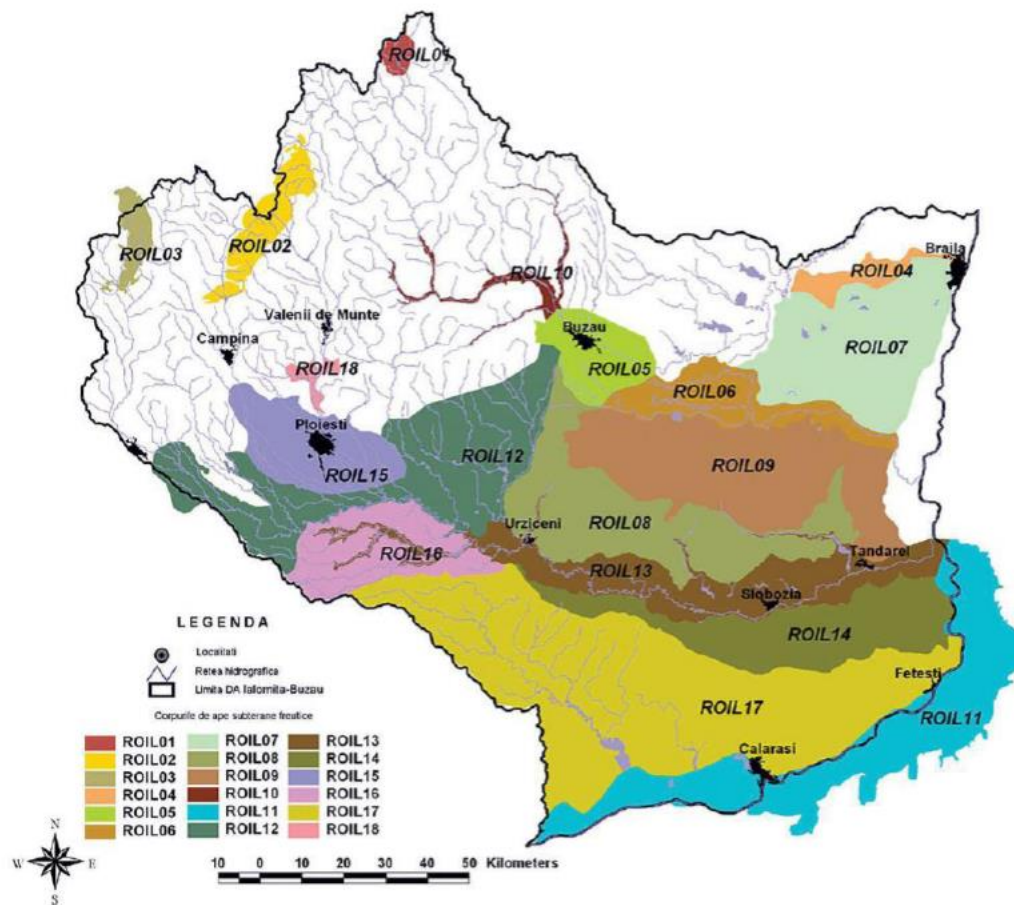 ROIL01
ROIL02
ROIL03
ROIL10
Braila
ROIL04
Valenii de Munte
Campina
Buzau
ROIL07
ROIL18
ROIL05
ROIL06
Ploiesti
ROIL12
ROIL15
ROIL09
Urziceni
ROIL08
ROIL16
Tandarei
ROIL13
Slobozia
ROIL14
Fetesti
ROIL17
ROIL11
Calarasi
LEGENDA
Localitati
Retea hidrografica
Limita DA Ialomita-Buzau
Corpurile de ape subterane freatice
ROIL01 ROIL07 ROIL13
ROIL02 ROIL08 ROIL14
ROIL03 ROIL09 ROIL15
ROIL04 ROIL10 ROIL16
ROIL05 ROIL11 ROIL17
ROIL06 ROIL12 ROIL18
N
W E
S
10 0 10 20 30 40 50 Kilometers